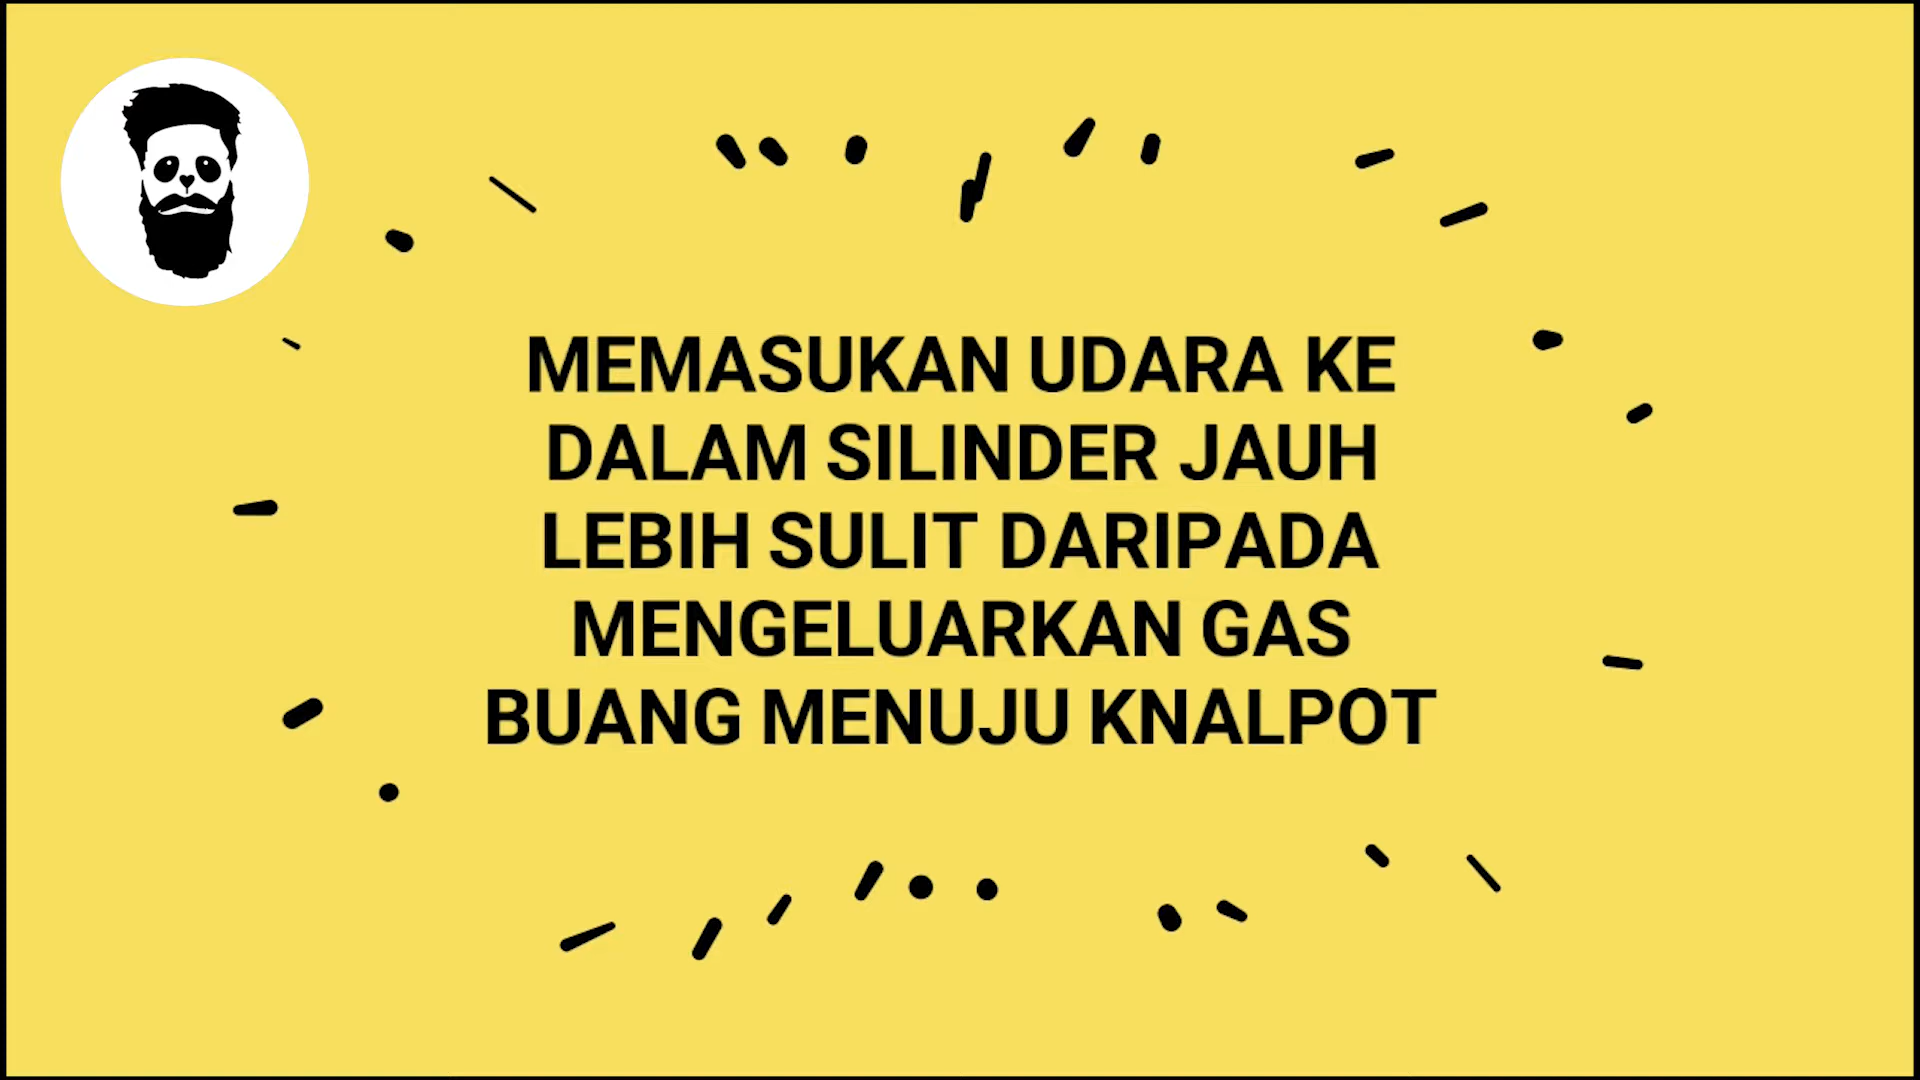 MEMASUKAN UDARA KE
DALAM SILINDER JAUH
LEBIH SULIT DARIPADA
MENGELUARKAN GAS
BUANG MENUJU KNALPOT